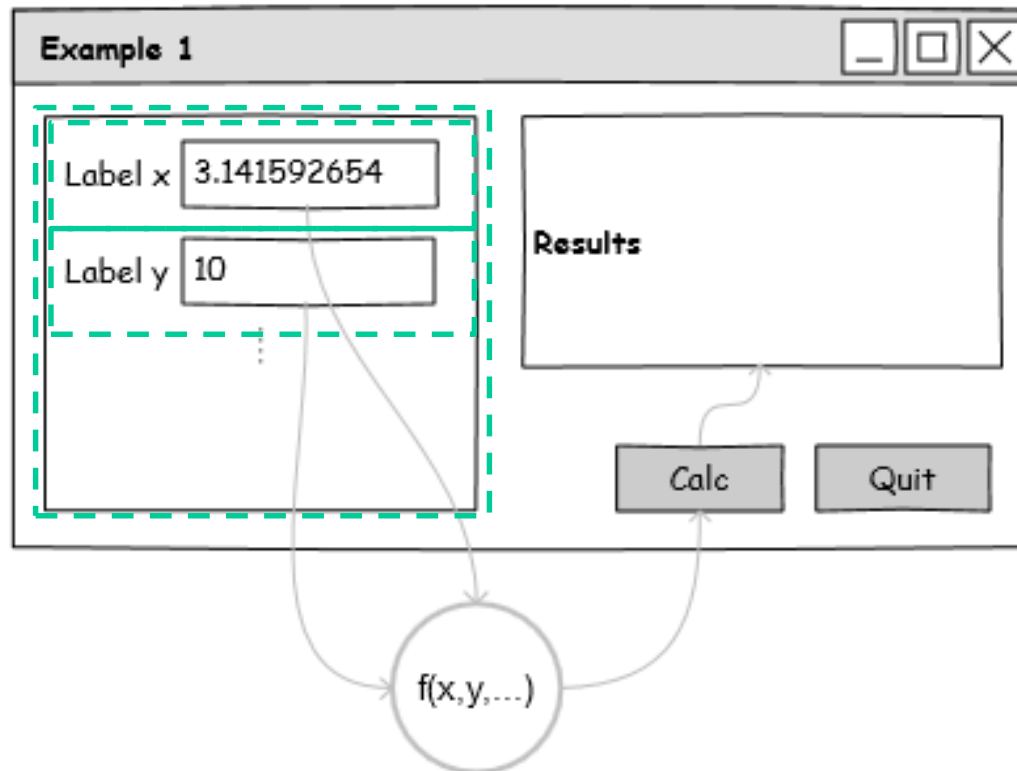 Example 1
Label x 3.141592654
Label y 10
Results
Calc Quit
f(x,y,...)